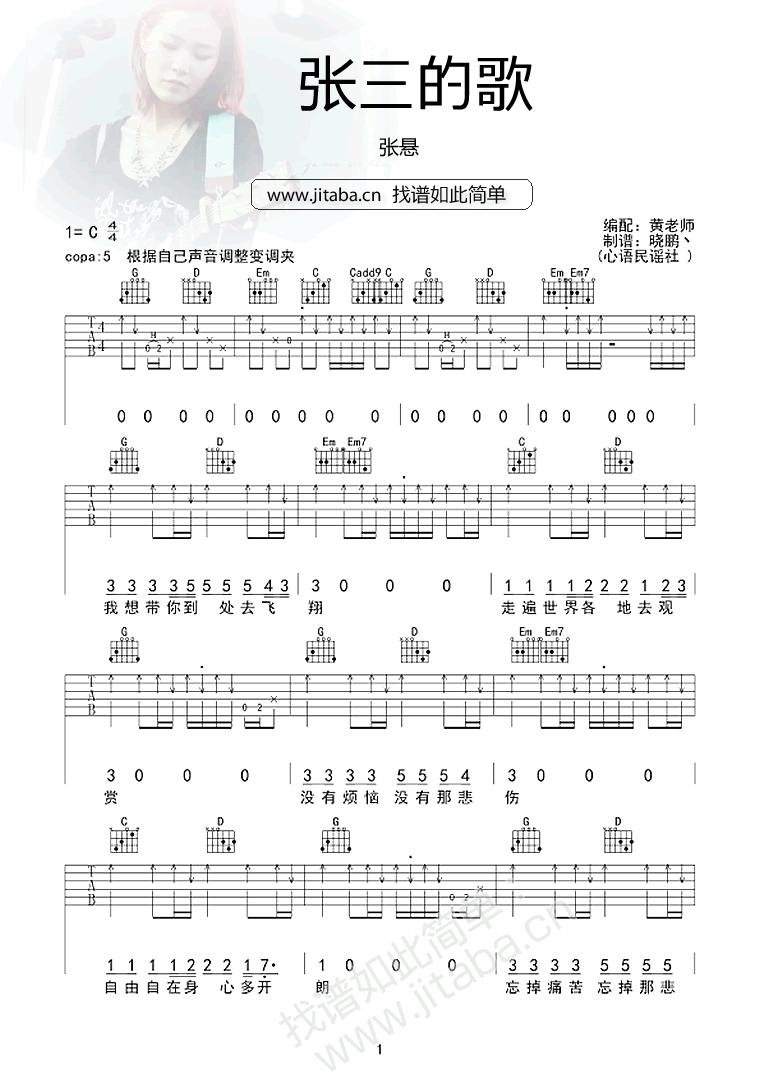 张三的歌
张悬
www.jitaba.cn 找谱如此简单
1= C 4/4
编配：黄老师
制谱：晓鹏丶
copa:5 根据自己声音调整变调夹
(心语民谣社 )
G D Em C Cadd9 C G D Em Em7
T A B 4 4 H 0 2 0 H 0 2
0 0 0 0 0 0 0 0 0 0 0 0 0 0 0 0 0 0 0
G D Em Em7 C D
T A B
3 3 3 3 5 5 5 5 4 3 3 0 0 0 1 1 1 1 2 2 2 1 2 3
我想带你到 处去飞 翔 走遍世界各 地去观
G G D Em Em7
T A B 0 2
3 0 0 0 3 3 3 3 5 5 5 4 3 0 0 0
赏 没有烦恼 没有那悲 伤
C D G G D
T A B 0 2
1 1 1 1 2 2 2 1 7· 1 0 0 0 3 3 3 3 5 5 5 5
自由自在身 心多开 朗 忘掉痛苦 忘掉那悲
找谱如此简单
www.jitaba.cn
1